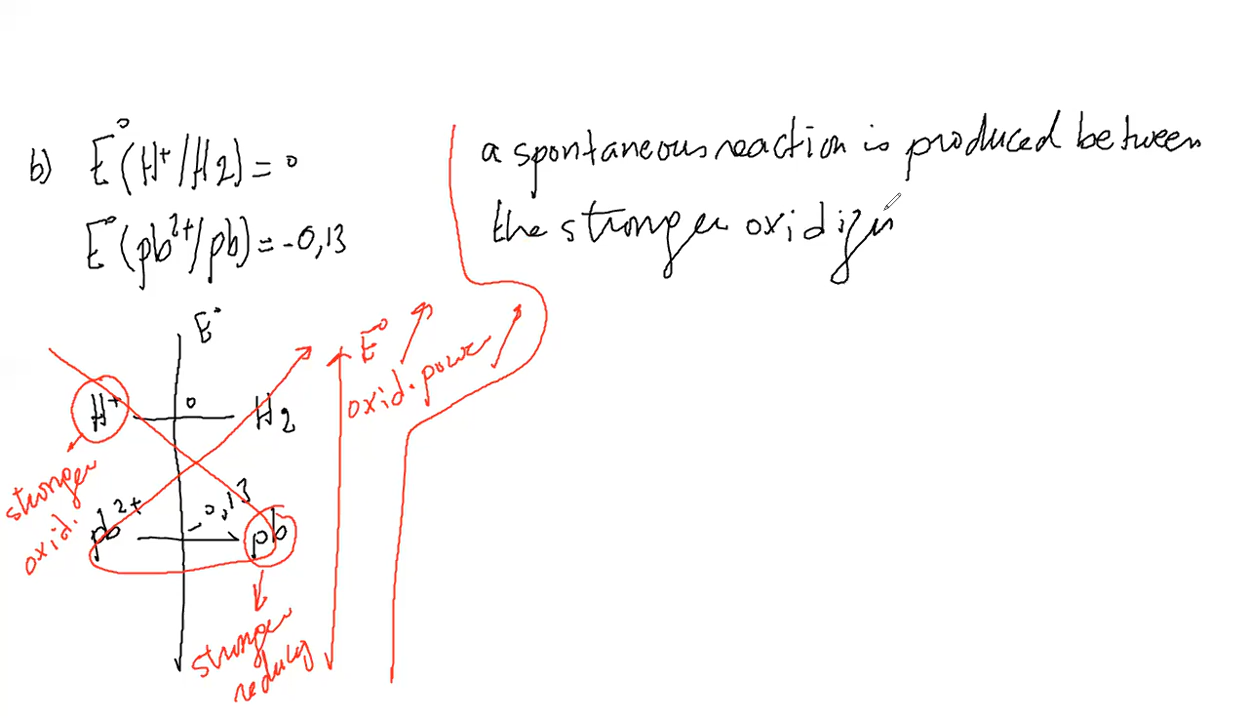 b) E°(H+/H2) = 0
E°(pb2+/pb) = -0,13
E°
H+ 0 H2
pb2+ -0,13 pb
stronger
oxid.
stronger
reducing
E°
oxid. power
a spontaneous reaction is produced between
the stronger oxidizin